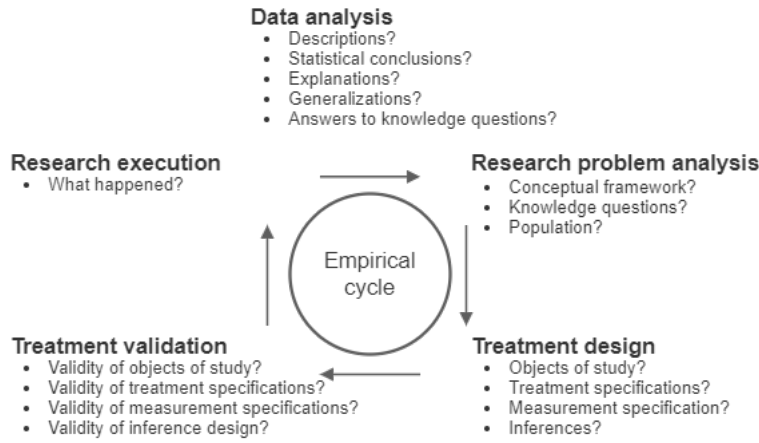 Data analysis
• Descriptions?
• Statistical conclusions?
• Explanations?
• Generalizations?
• Answers to knowledge questions?
Research execution
• What happened?
Research problem analysis
• Conceptual framework?
• Knowledge questions?
• Population?
Empirical
cycle
Treatment validation
• Validity of objects of study?
• Validity of treatment specifications?
• Validity of measurement specifications?
• Validity of inference design?
Treatment design
• Objects of study?
• Treatment specifications?
• Measurement specification?
• Inferences?